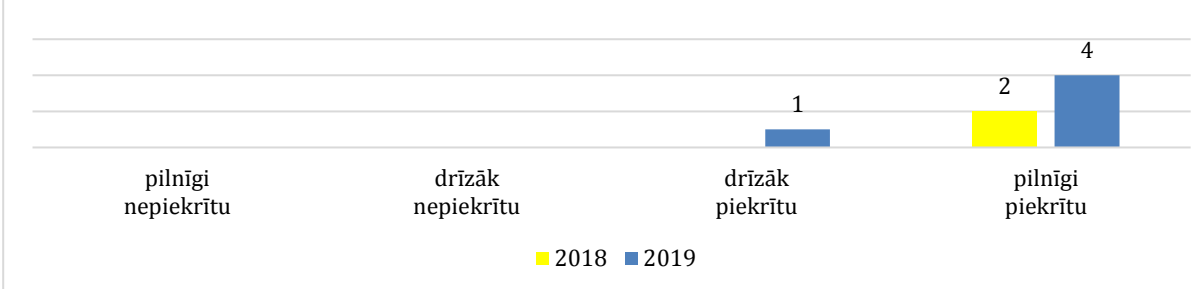 4
2
1
pilnīgi
nepiekrītu
drīzāk
nepiekrītu
drīzāk
piekrītu
pilnīgi
piekrītu
2018 2019